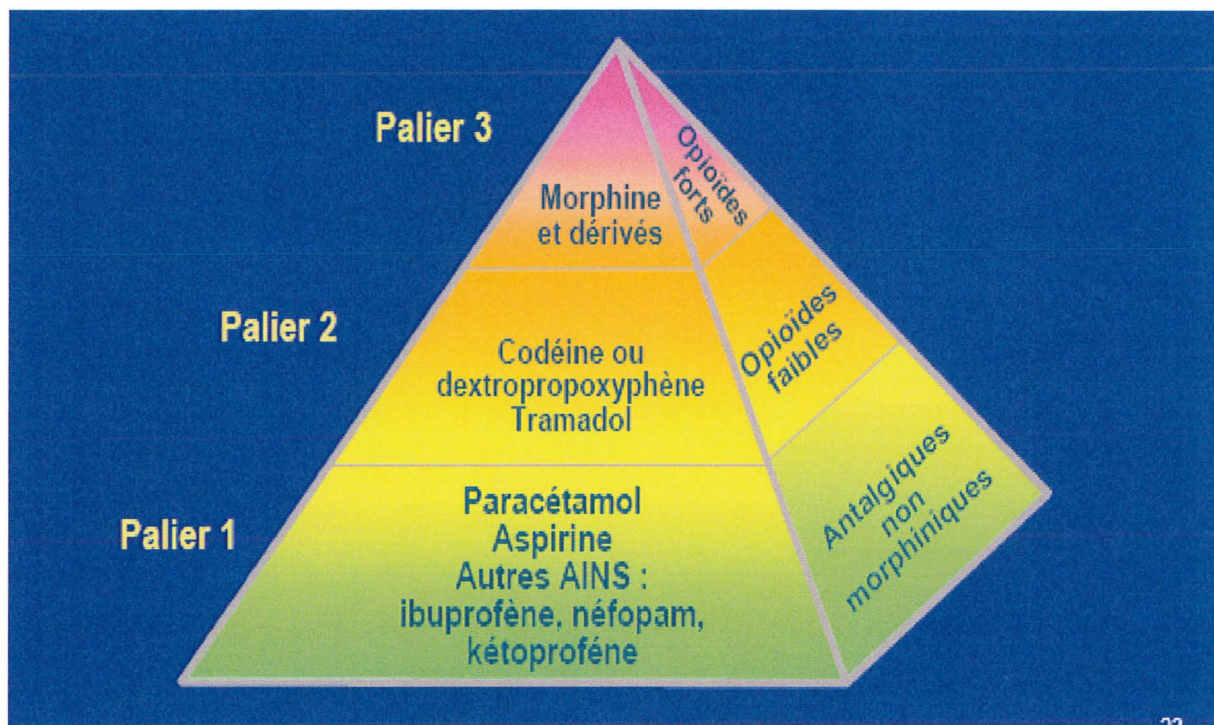 Palier 3
Morphine
et dérivés
Opioïdes
forts
Palier 2
Codéine ou
dextropropoxyphène
Tramadol
Opioïdes
faibles
Palier 1
Paracétamol
Aspirine
Autres AINS :
ibuprofène, néfopam,
kétoproféne
Antalgiques
non
morphiniques